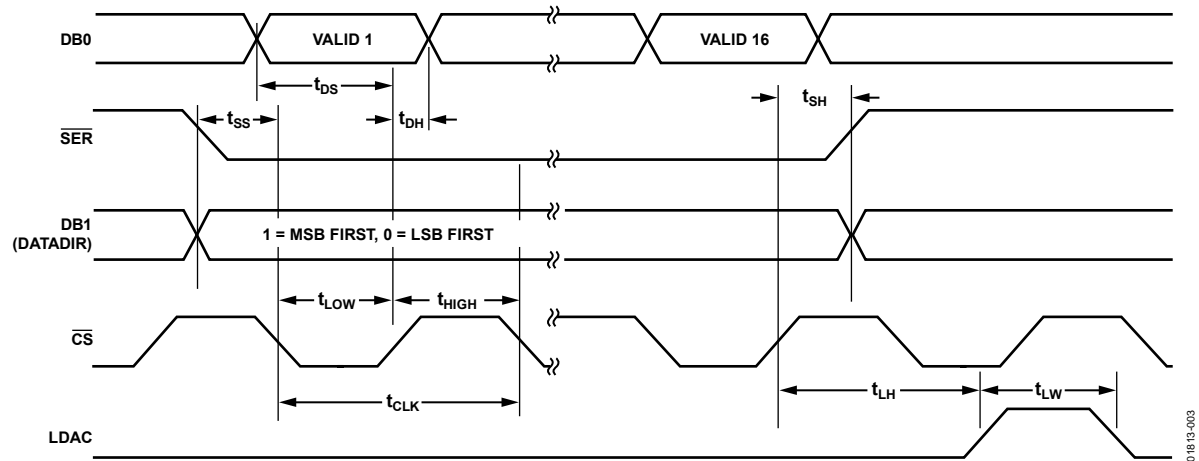 DB0
VALID 1
VALID 16
tDS
tSH
tSS
tDH
SER
DB1
(DATADIR)
1 = MSB FIRST, 0 = LSB FIRST
tLOW
tHIGH
CS
tCLK
tLH
tLW
LDAC
01813-003